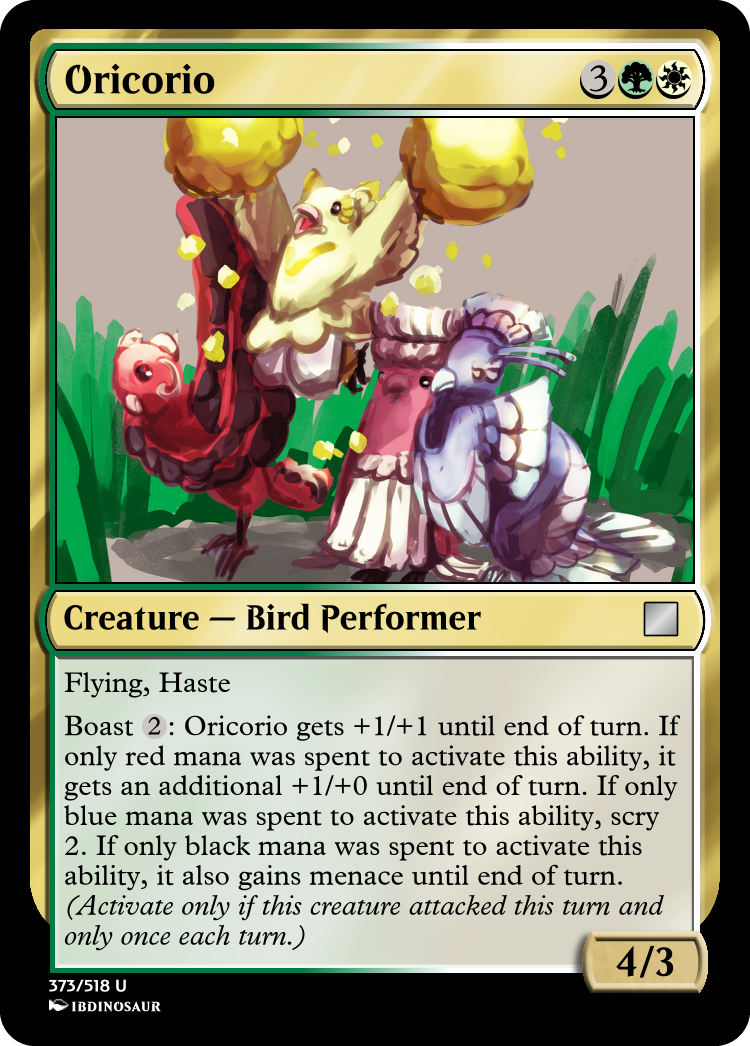 Oricorio 3
Creature — Bird Performer
Flying, Haste
Boast 2: Oricorio gets +1/+1 until end of turn. If
only red mana was spent to activate this ability, it
gets an additional +1/+0 until end of turn. If only
blue mana was spent to activate this ability, scry
2. If only black mana was spent to activate this
ability, it also gains menace until end of turn.
(Activate only if this creature attacked this turn and
only once each turn.)
4/3
373/518 U
IBDINOSAUR